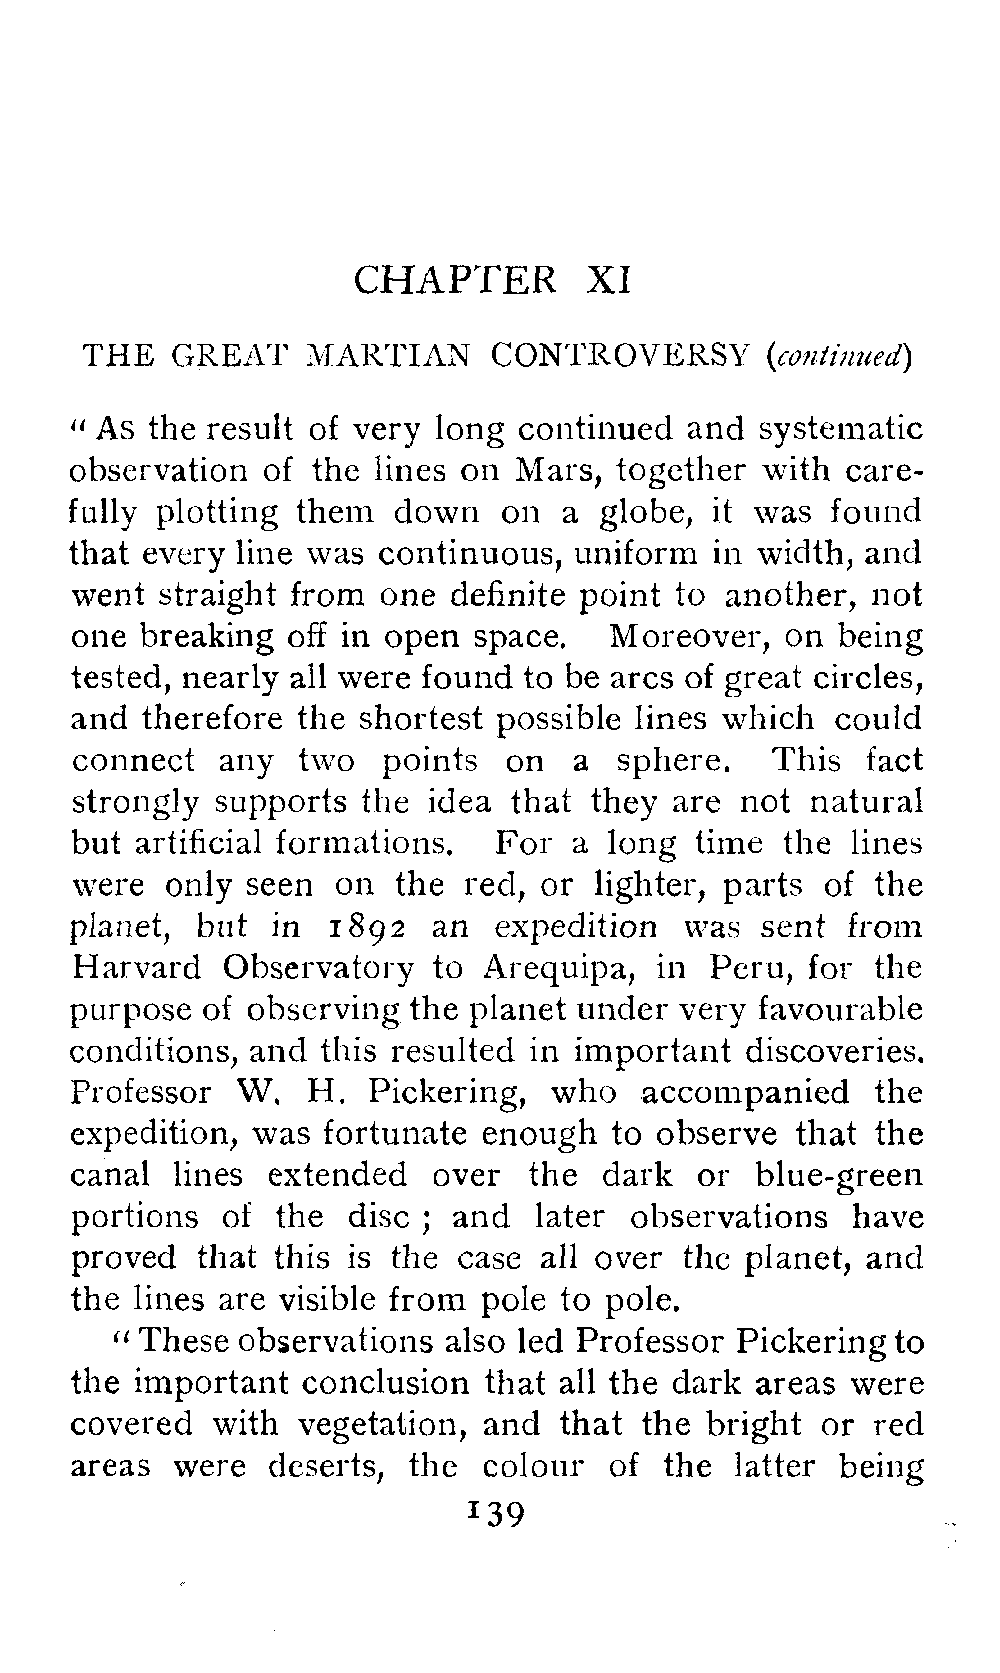 CHAPTER XI
THE GREAT MARTIAN CONTROVERSY (continued)
" As the result of very long continued and systematic
observation of the lines on Mars, together with care-
fully plotting them down on a globe, it was found
that every line was continuous, uniform in width, and
went straight from one definite point to another, not
one breaking off in open space. Moreover, on being
tested, nearly all were found to be arcs of great circles,
and therefore the shortest possible lines which could
connect any two points on a sphere. This fact
strongly supports the idea that they are not natural
but artificial formations. For a long time the lines
were only seen on the red, or lighter, parts of the
planet, but in 1892 an expedition was sent from
Harvard Observatory to Arequipa, in Peru, for the
purpose of observing the planet under very favourable
conditions, and this resulted in important discoveries.
Professor W. H. Pickering, who accompanied the
expedition, was fortunate enough to observe that the
canal lines extended over the dark or blue-green
portions of the disc ; and later observations have
proved that this is the case all over the planet, and
the lines are visible from pole to pole.
" These observations also led Professor Pickering to
the important conclusion that all the dark areas were
covered with vegetation, and that the bright or red
areas were deserts, the colour of the latter being
139